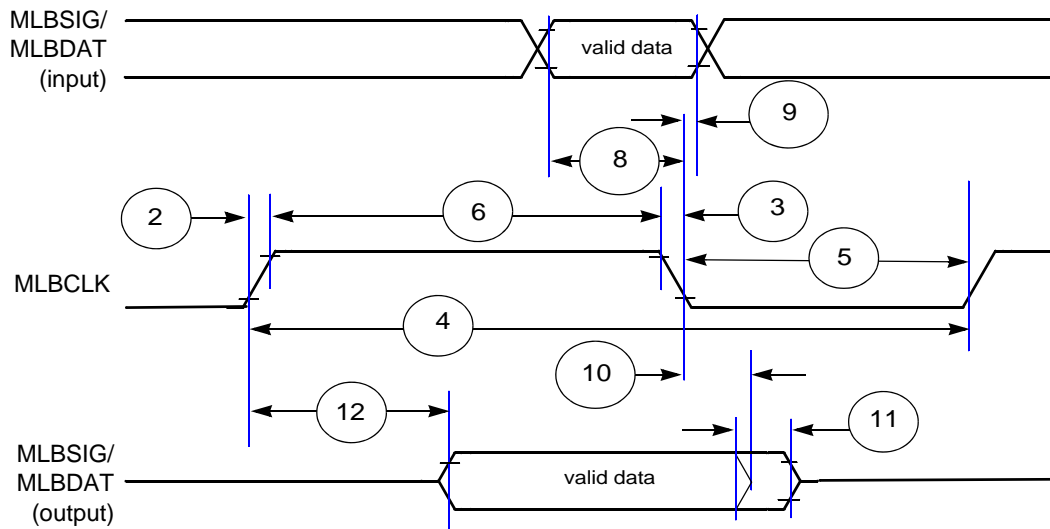 MLBSIG/
MLBDAT
(input)
valid data
9
8
2
6
3
5
MLBCLK
4
10
12
11
MLBSIG/
MLBDAT
(output)
valid data